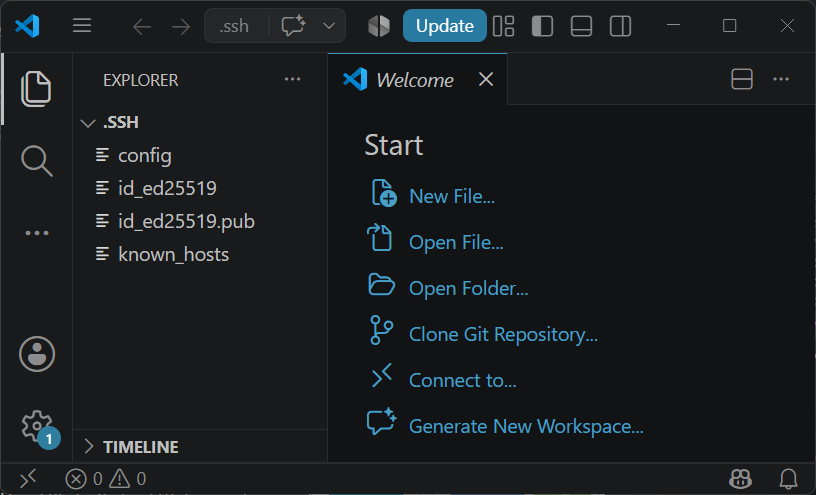 .ssh
Update
EXPLORER
Welcome
.SSH
config
id_ed25519
id_ed25519.pub
known_hosts
Start
New File...
Open File...
Open Folder...
Clone Git Repository...
Connect to...
Generate New Workspace...
1
TIMELINE
0 0